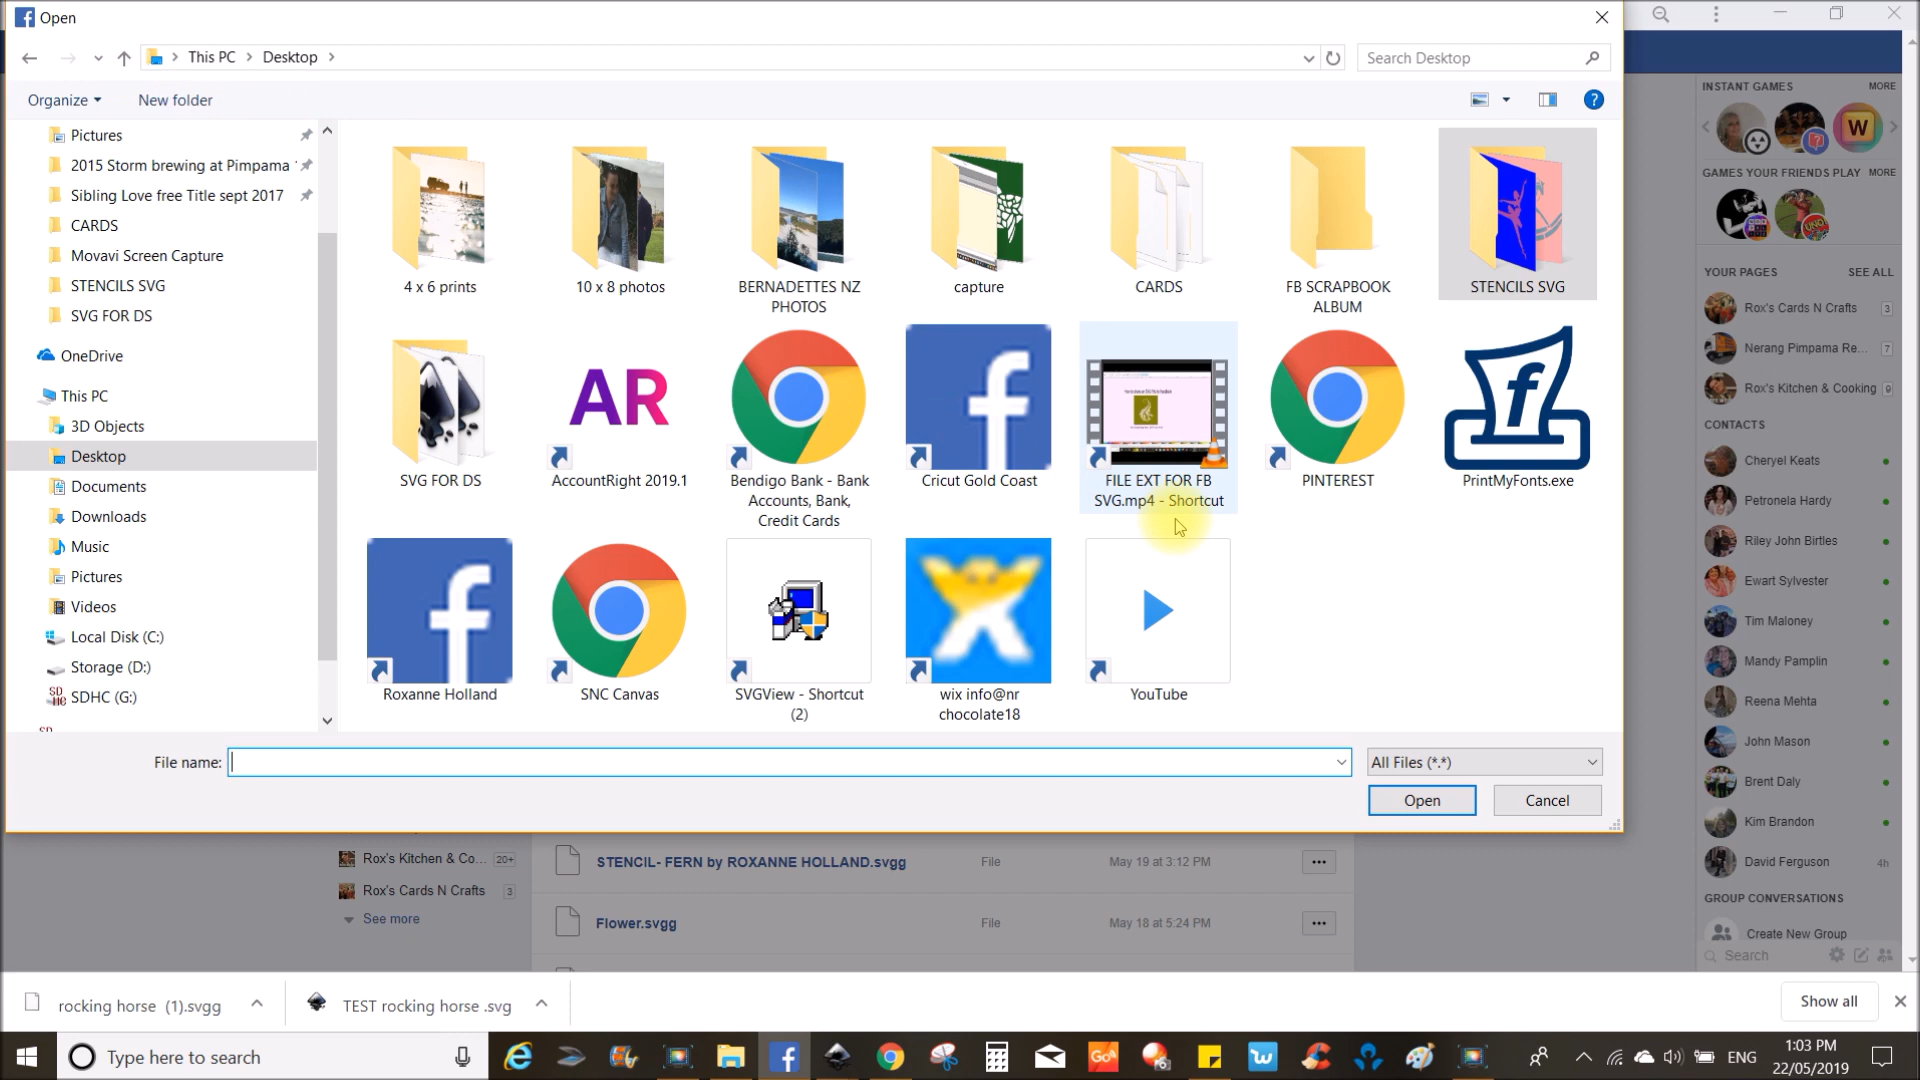 Open
This PC
Desktop
Search Desktop
Organize
New folder
Pictures
2015 Storm brewing at Pimpama
Sibling Love free Title sept 2017
CARDS
Movavi Screen Capture
STENCILS SVG
SVG FOR DS
OneDrive
This PC
3D Objects
Desktop
Documents
Downloads
Music
Pictures
Videos
Local Disk (C:)
Storage (D:)
SDHC (G:)
4 x 6 prints
10 x 8 photos
BERNADETTES NZ
PHOTOS
capture
CARDS
FB SCRAPBOOK
ALBUM
STENCILS SVG
SVG FOR DS
AR
AccountRight 2019.1
Bendigo Bank - Bank
Accounts, Bank,
Credit Cards
Cricut Gold Coast
FILE EXT FOR FB
SVG.mp4 - Shortcut
PINTEREST
PrintMyFonts.exe
Roxanne Holland
SNC Canvas
SVGView - Shortcut
(2)
wix info@nr
chocolate18
YouTube
File name:
All Files (*.*)
Open
Cancel
INSTANT GAMES
MORE
W
GAMES YOUR FRIENDS PLAY
MORE
YOUR PAGES
SEE ALL
Rox's Cards N Crafts
3
Nerang Pimpama Re...
7
Rox's Kitchen & Cooking
9
CONTACTS
Cheryel Keats
Petronela Hardy
Riley John Birtles
Ewart Sylvester
Tim Maloney
Mandy Pamplin
Reena Mehta
John Mason
Brent Daly
Kim Brandon
David Ferguson
4h
GROUP CONVERSATIONS
Create New Group
Search
Rox's Kitchen & Co...
20+
Rox's Cards N Crafts
3
See more
STENCIL- FERN by ROXANNE HOLLAND.svgg
File
May 19 at 3:12 PM
Flower.svgg
File
May 18 at 5:24 PM
rocking horse (1).svgg
TEST rocking horse .svg
Show all
Type here to search
ENG
1:03 PM
22/05/2019